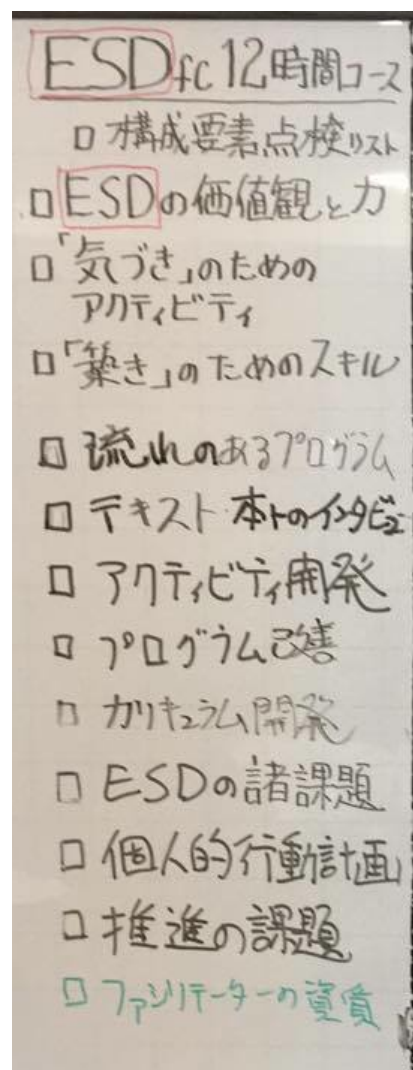 ESDfc 12時間コース
□ 構成要素点検リスト
□ ESDの価値観と力
□「気づき」のための
アクティビティ
□「築き」のためのスキル
□ 流れのあるプログラム
□ テキスト 本トのインタビュー
□ アクティビティ開発
□ プログラム改善
□ カリキュラム開発
□ ESDの諸課題
□ 個人的行動計画
□ 推進の課題
□ ファシリテーターの資質